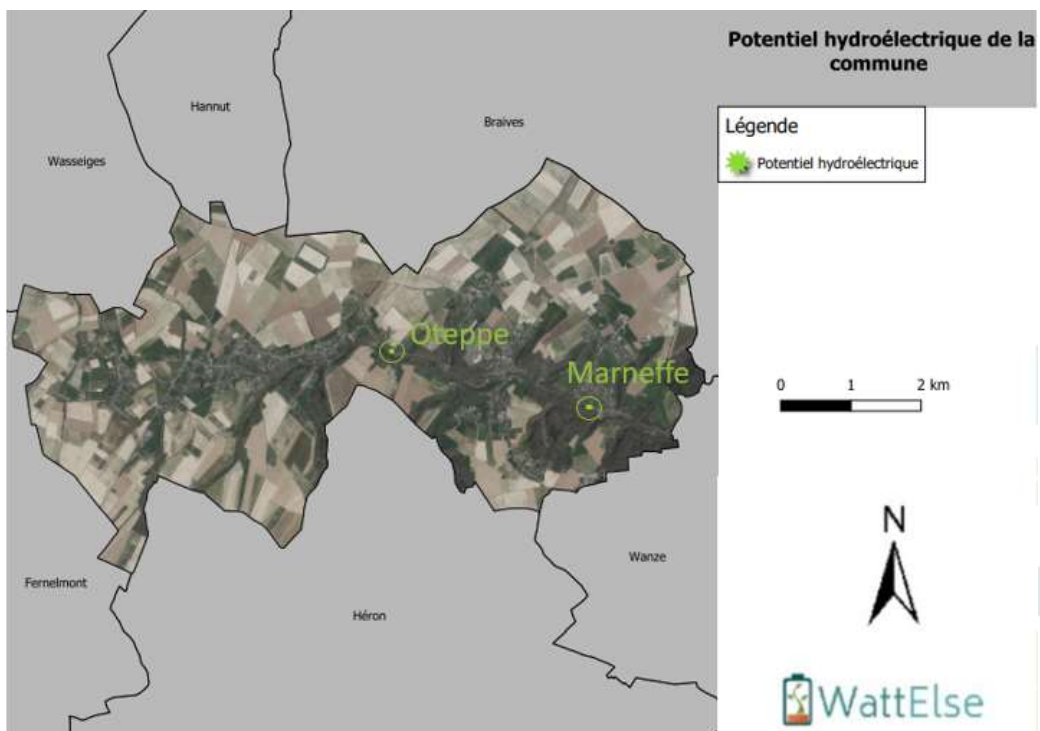 Potentiel hydroélectrique de la
commune
Légende
Potentiel hydroélectrique
Hannut
Braives
Wasseiges
Oteppe
Marneffe
0 1 2 km
N
Wanze
Fernelmont
Héron
WattElse